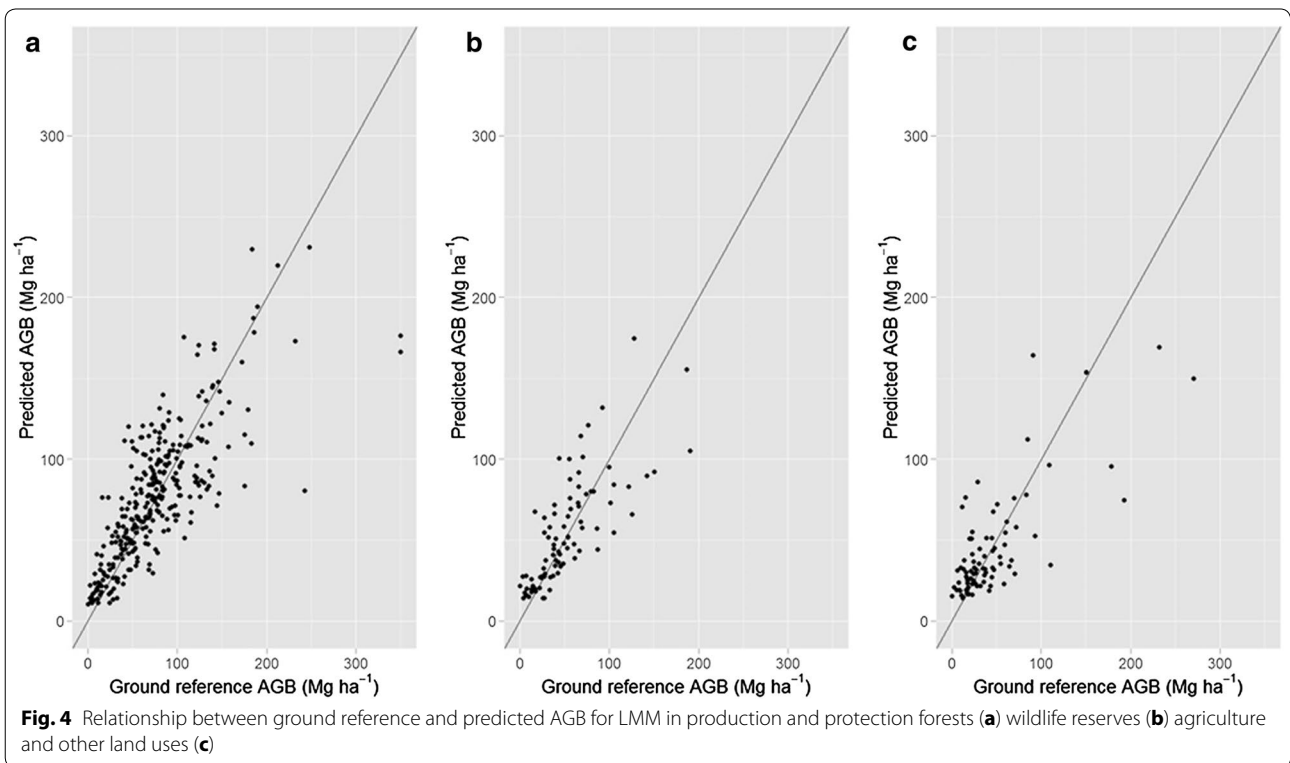 a
b
c
300
200
100
0
Predicted AGB (Mg ha⁻¹)
0 100 200 300
Ground reference AGB (Mg ha⁻¹)
300
200
100
0
Predicted AGB (Mg ha⁻¹)
0 100 200 300
Ground reference AGB (Mg ha⁻¹)
300
200
100
0
Predicted AGB (Mg ha⁻¹)
0 100 200 300
Ground reference AGB (Mg ha⁻¹)
Fig. 4 Relationship between ground reference and predicted AGB for LMM in production and protection forests (a) wildlife reserves (b) agriculture
and other land uses (c)